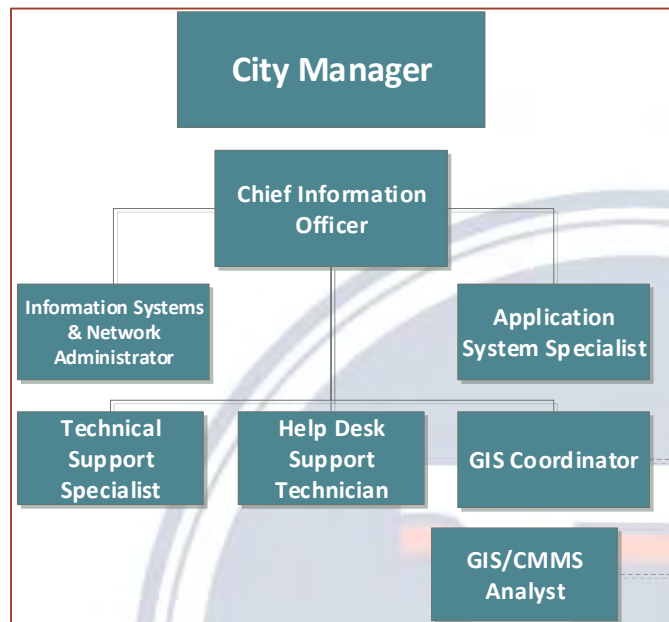 City Manager
Chief Information
Officer
Information Systems
& Network
Administrator
Application
System Specialist
Technical
Support
Specialist
Help Desk
Support
Technician
GIS Coordinator
GIS/CMMS
Analyst